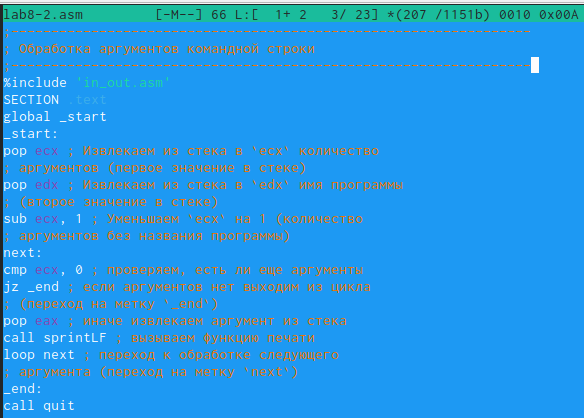 lab8-2.asm [-M--] 66 L:[ 1+ 2 3/ 23] *(207 /1151b) 0010 0x00A
;------------------------------------------------------------------
; Обработка аргументов командной строки
;------------------------------------------------------------------
%include 'in_out.asm'
SECTION .text
global _start
_start:
pop ecx ; Извлекаем из стека в `ecx` количество
; аргументов (первое значение в стеке)
pop edx ; Извлекаем из стека в `edx` имя программы
; (второе значение в стеке)
sub ecx, 1 ; Уменьшаем `ecx` на 1 (количество
; аргументов без названия программы)
next:
cmp ecx, 0 ; проверяем, есть ли еще аргументы
jz _end ; если аргументов нет выходим из цикла
; (переход на метку `_end`)
pop eax ; иначе извлекаем аргумент из стека
call sprintLF ; вызываем функцию печати
loop next ; переход к обработке следующего
; аргумента (переход на метку `next`)
_end:
call quit